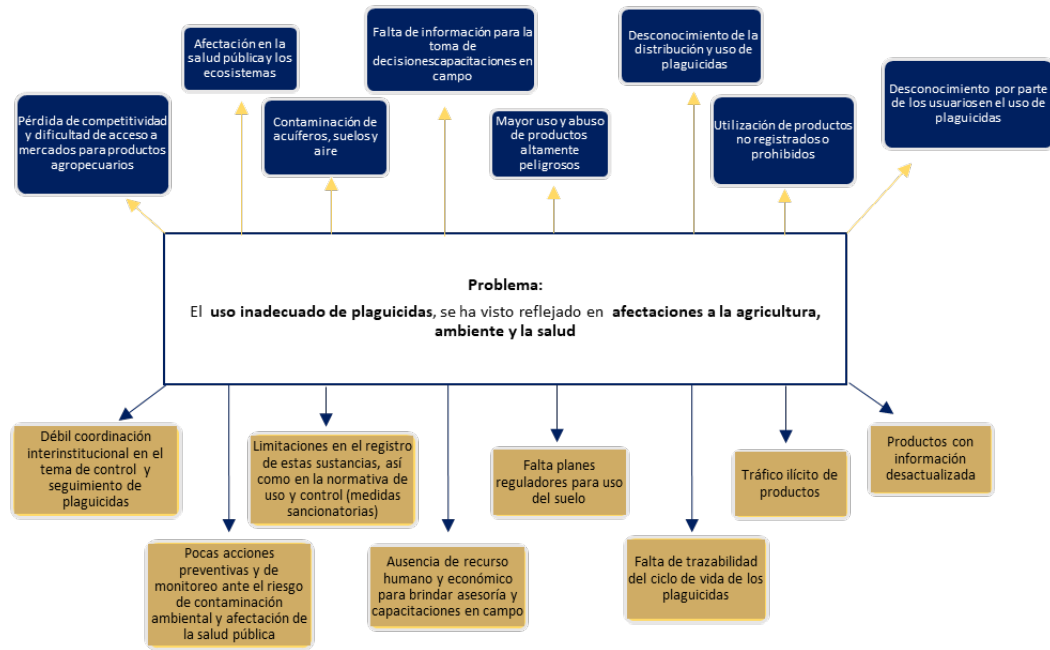 Afectación en la
salud pública y los
ecosistemas
Falta de información para la
toma de
decisionescapacitaciones en
campo
Desconocimiento de la
distribución y uso de
plaguicidas
Desconocimiento por parte
de los usuarios en el uso de
plaguicidas
Pérdida de competitividad
y dificultad de acceso a
mercados para productos
agropecuarios
Contaminación de
acuíferos, suelos y
aire
Mayor uso y abuso
de productos
altamente
peligrosos
Utilización de productos
no registrados o
prohibidos
Problema:
El uso inadecuado de plaguicidas, se ha visto reflejado en afectaciones a la agricultura,
ambiente y la salud
Débil coordinación
interinstitucional en el
tema de control y
seguimiento de
plaguicidas
Limitaciones en el registro
de estas sustancias, así
como en la normativa de
uso y control (medidas
sancionatorias)
Falta planes
reguladores para uso
del suelo
Tráfico ilícito de
productos
Productos con
información
desactualizada
Pocas acciones
preventivas y de
monitoreo ante el riesgo
de contaminación
ambiental y afectación de
la salud pública
Ausencia de recurso
humano y económico
para brindar asesoría y
capacitaciones en campo
Falta de trazabilidad
del ciclo de vida de los
plaguicidas